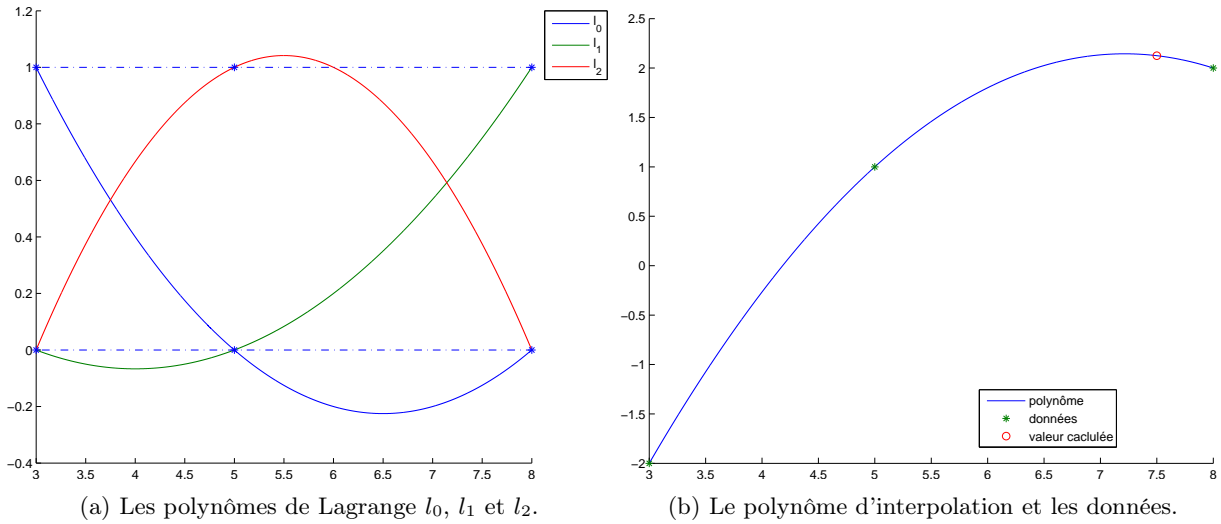 1.2
1
0.8
0.6
0.4
0.2
0
−0.2
−0.4
3 3.5 4 4.5 5 5.5 6 6.5 7 7.5 8
l0
l1
l2
(a) Les polynômes de Lagrange l0, l1 et l2.
2.5
2
1.5
1
0.5
0
−0.5
−1
−1.5
−2
3 3.5 4 4.5 5 5.5 6 6.5 7 7.5 8
polynôme
données
valeur caclulée
(b) Le polynôme d'interpolation et les données.